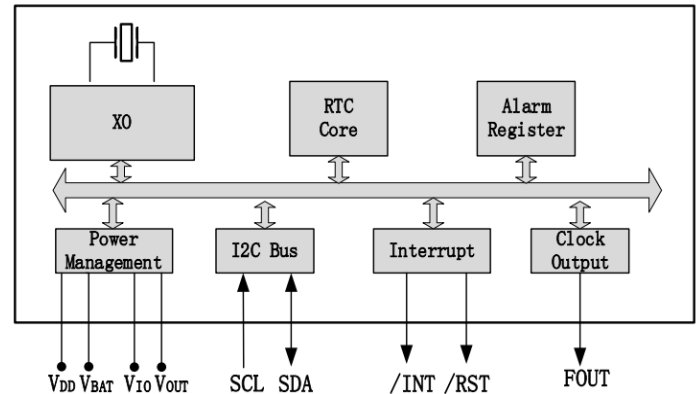 XO
RTC
Core
Alarm
Register
Power
Management
I2C Bus
Interrupt
Clock
Output
VDD VBAT VIO VOUT SCL SDA /INT /RST FOUT